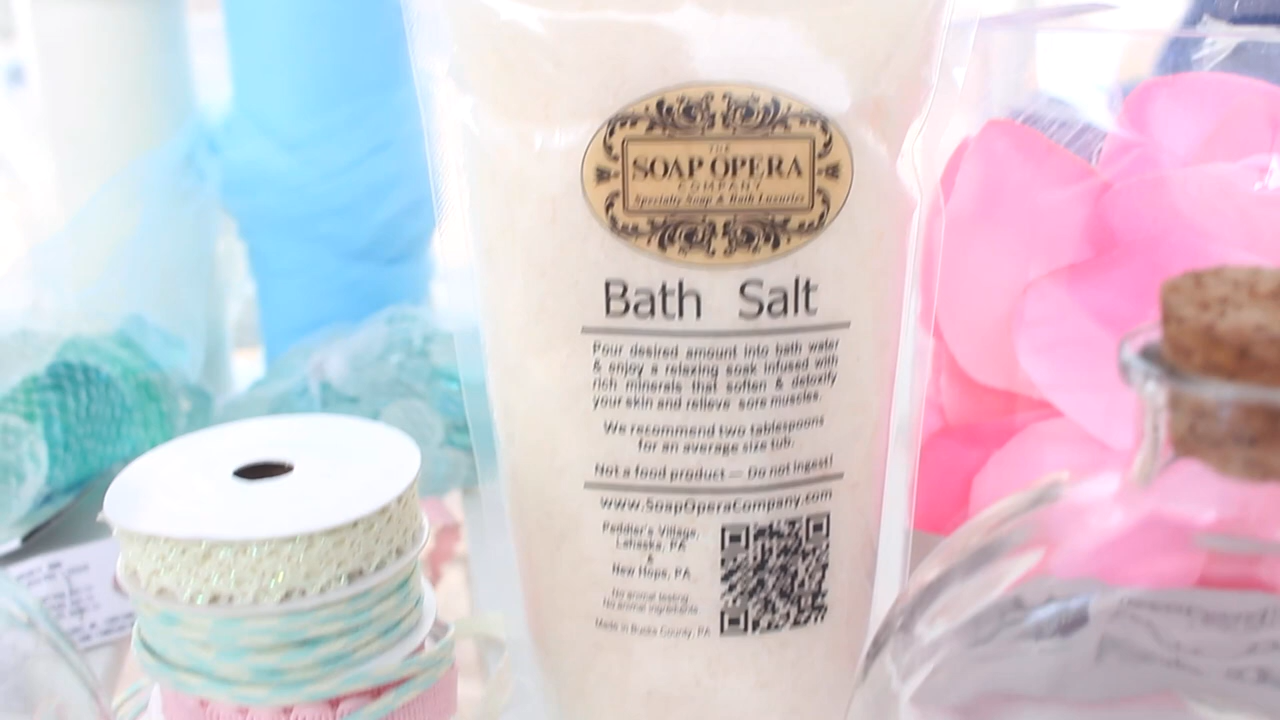 THE
SOAP OPERA
COMPANY
Specialty Soap & Bath Luxuries
Bath Salt
Pour desired amount into bath water
& enjoy a relaxing soak infused with
rich minerals that soften & detoxify
your skin and relieve sore muscles.
We recommend two tablespoons
for an average size tub.
Not a food product — Do not ingest!
www.SoapOperaCompany.com
Peddler's Village,
Lahaska, PA
&
New Hope, PA
No animal testing
No animal ingredients
Made in Bucks County, PA